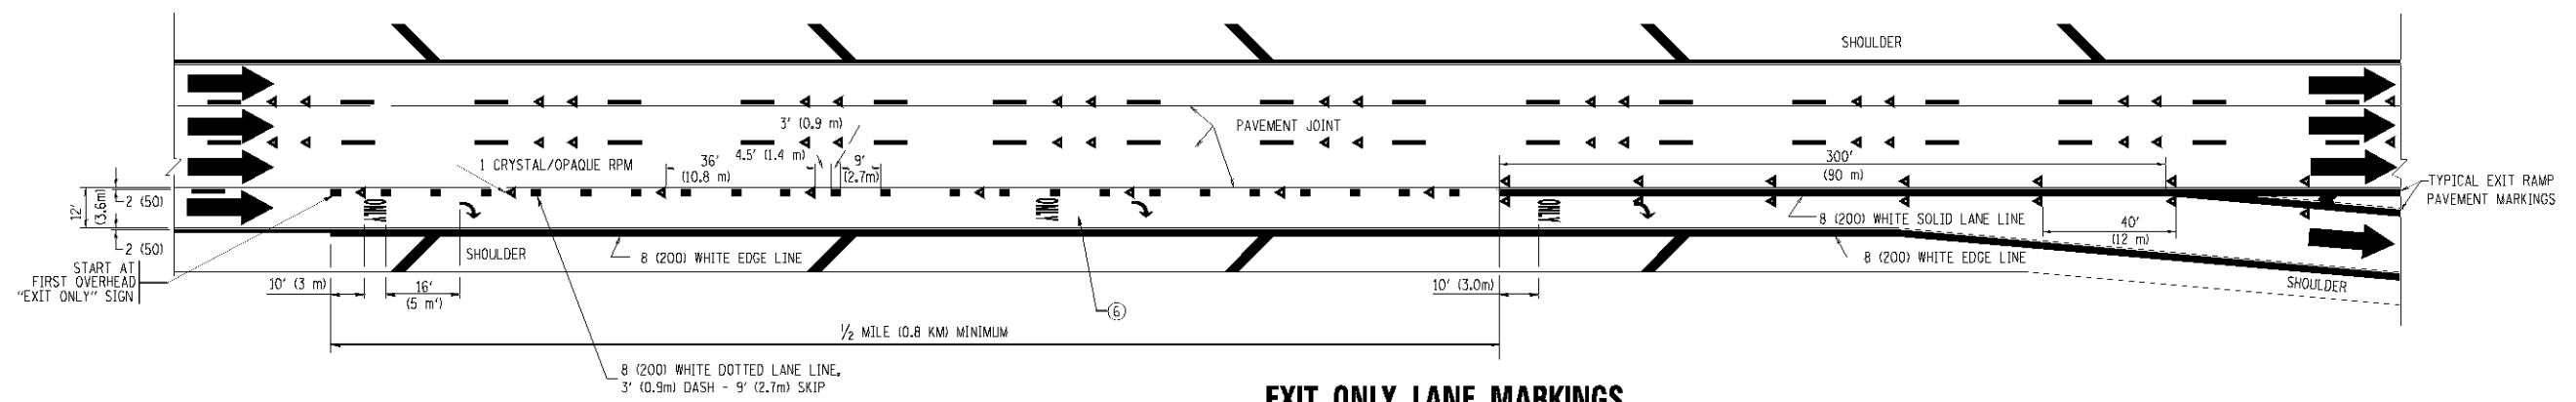 SHOULDER
3' (0.9 m)
PAVEMENT JOINT
4.5' (1.4 m)
1 CRYSTAL/OPAQUE RPM
36'
(10.8 m)
9'
(2.7m)
300'
(90 m)
TYPICAL EXIT RAMP
PAVEMENT MARKINGS
12'
(3.6m)
2 (50)
2 (50)
ONLY
ONLY
ONLY
8 (200) WHITE SOLID LANE LINE
40'
(12 m)
SHOULDER
8 (200) WHITE EDGE LINE
8 (200) WHITE EDGE LINE
START AT
FIRST OVERHEAD
"EXIT ONLY" SIGN
10' (3 m)
16'
(5 m')
10' (3.0m)
SHOULDER
6
1/2 MILE (0.8 KM) MINIMUM
8 (200) WHITE DOTTED LANE LINE,
3' (0.9m) DASH - 9' (2.7m) SKIP
EXIT ONLY LANE MARKINGS